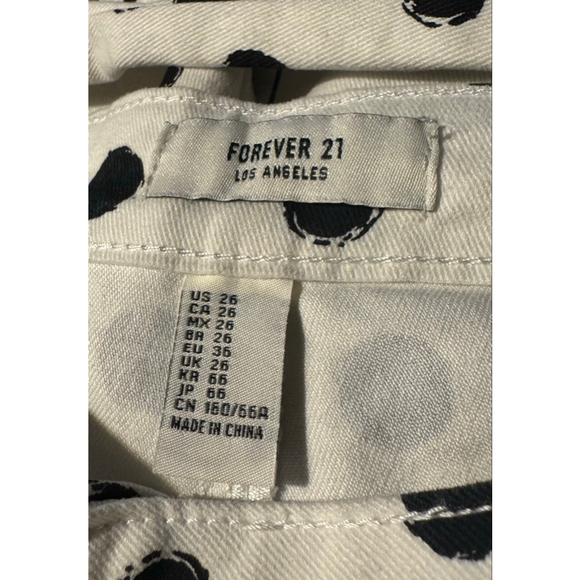 FOREVER 21
LOS ANGELES
US 26
CA 26
MX 26
BR 26
EU 36
UK 26
KR 66
JP 66
CN 160/66A
MADE IN CHINA